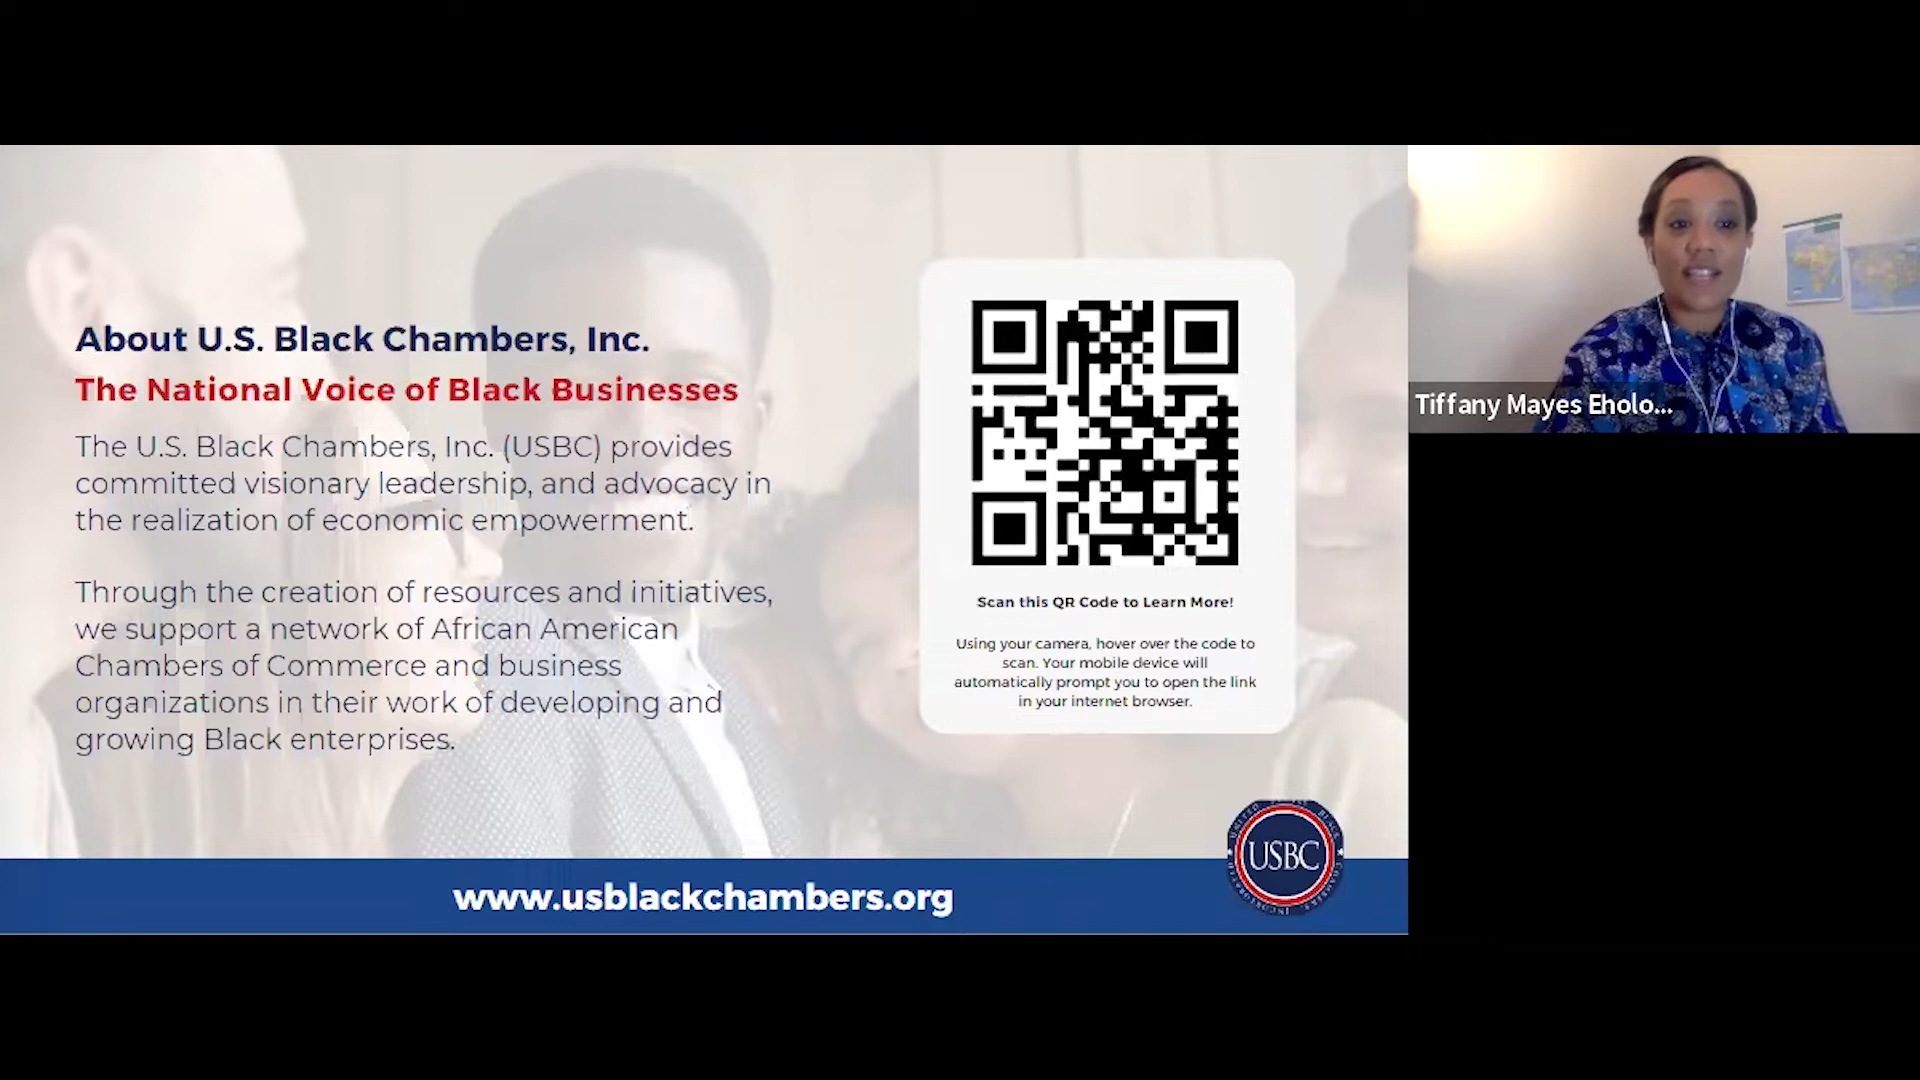 About U.S. Black Chambers, Inc.
The National Voice of Black Businesses
The U.S. Black Chambers, Inc. (USBC) provides
committed visionary leadership, and advocacy in
the realization of economic empowerment.
Through the creation of resources and initiatives,
we support a network of African American
Chambers of Commerce and business
organizations in their work of developing and
growing Black enterprises.
Scan this QR Code to Learn More!
Using your camera, hover over the code to
scan. Your mobile device will
automatically prompt you to open the link
in your internet browser.
USBC
www.usblackchambers.org
Tiffany Mayes Eholo...